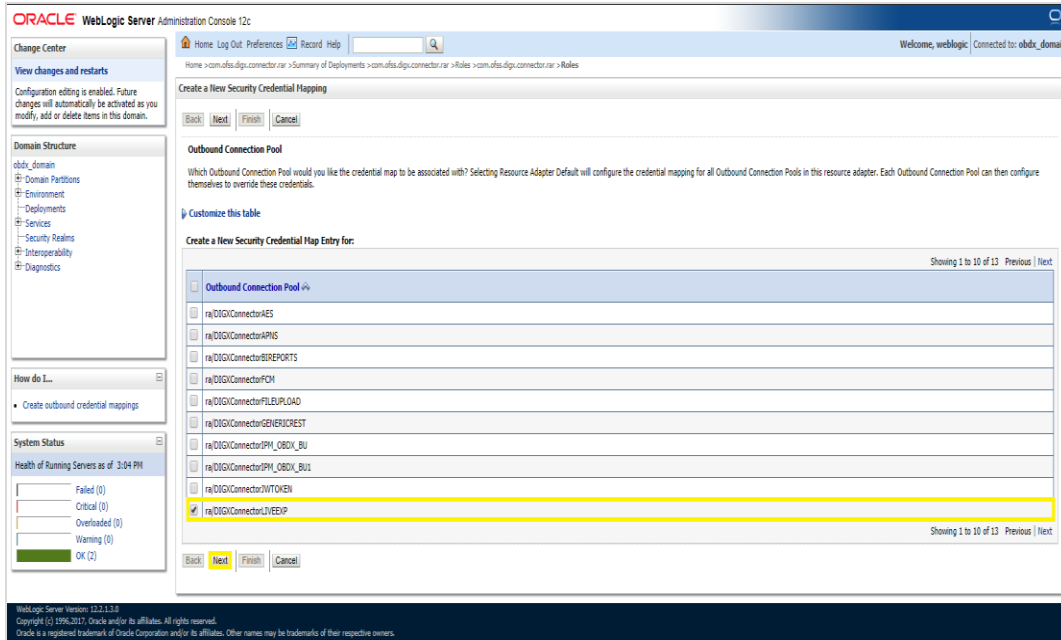 ORACLE WebLogic Server Administration Console 12c
Change Center
View changes and restarts
Configuration editing is enabled. Future
changes will automatically be activated as you
modify, add or delete items in this domain.
Domain Structure
obdx_domain
Domain Partitions
Environment
Deployments
Services
Security Realms
Interoperability
Diagnostics
How do I...
Create outbound credential mappings
System Status
Health of Running Servers as of 3:04 PM
Failed (0)
Critical (0)
Overloaded (0)
Warning (0)
OK (2)
Home Log Out Preferences Record Help
Welcome, weblogic Connected to: obdx_domai
Home >com.ofss.digx.connector.rar >Summary of Deployments >com.ofss.digx.connector.rar >Roles >com.ofss.digx.connector.rar >Roles
Create a New Security Credential Mapping
Back Next Finish Cancel
Outbound Connection Pool
Which Outbound Connection Pool would you like the credential map to be associated with? Selecting Resource Adapter Default will configure the credential mapping for all Outbound Connection Pools in this resource adapter. Each Outbound Connection Pool can then configure
themselves to override these credentials.
Customize this table
Create a New Security Credential Map Entry for:
Showing 1 to 10 of 13 Previous | Next
Outbound Connection Pool
ra/DIGXConnectorAES
ra/DIGXConnectorAPNS
ra/DIGXConnectorBIREPORTS
ra/DIGXConnectorFCM
ra/DIGXConnectorFILEUPLOAD
ra/DIGXConnectorGENERICREST
ra/DIGXConnectorIPM_OBDX_BU
ra/DIGXConnectorIPM_OBDX_BU1
ra/DIGXConnectorJWTOKEN
ra/DIGXConnectorLIVEEXP
Showing 1 to 10 of 13 Previous | Next
Back Next Finish Cancel
WebLogic Server Version: 12.2.1.3.0
Copyright (c) 1996,2017, Oracle and/or its affiliates. All rights reserved.
Oracle is a registered trademark of Oracle Corporation and/or its affiliates. Other names may be trademarks of their respective owners.